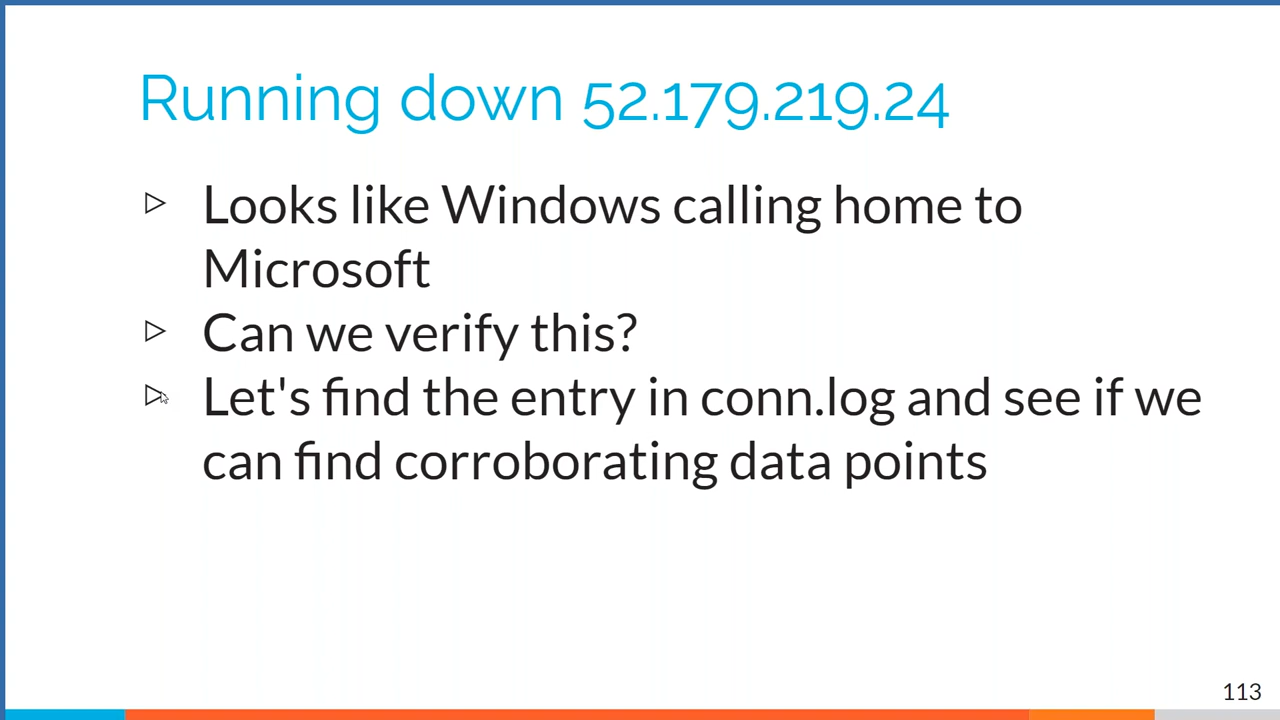 Running down 52.179.219.24
Looks like Windows calling home to
Microsoft
Can we verify this?
Let's find the entry in conn.log and see if we
can find corroborating data points
113